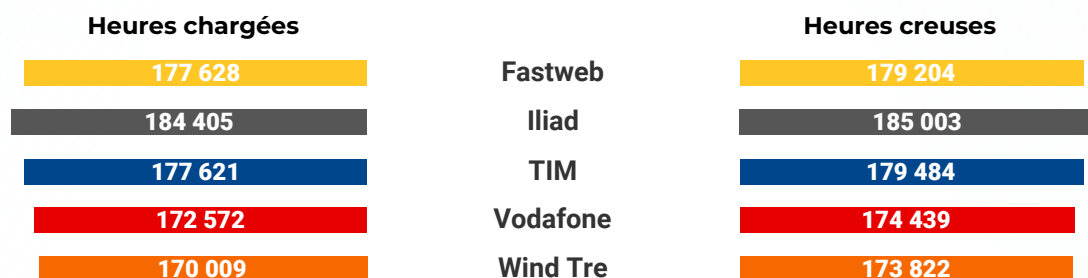 Heures chargées Heures creuses
177 628 Fastweb 179 204
184 405 Iliad 185 003
177 621 TIM 179 484
172 572 Vodafone 174 439
170 009 Wind Tre 173 822